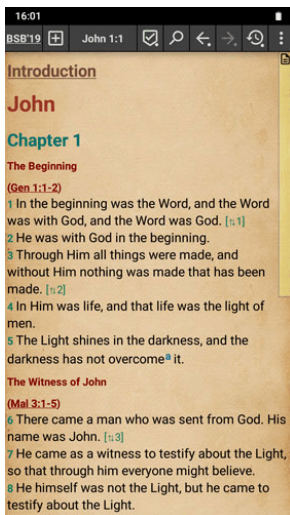 16:01
BSB'19 John 1:1
Introduction
John
Chapter 1
The Beginning
(Gen 1:1-2)
1 In the beginning was the Word, and the Word
was with God, and the Word was God. [⇅1]
2 He was with God in the beginning.
3 Through Him all things were made, and
without Him nothing was made that has been
made. [⇅2]
4 In Him was life, and that life was the light of
men.
5 The Light shines in the darkness, and the
darkness has not overcomeª it.
The Witness of John
(Mal 3:1-5)
6 There came a man who was sent from God. His
name was John. [⇅3]
7 He came as a witness to testify about the Light,
so that through him everyone might believe.
8 He himself was not the Light, but he came to
testify about the Light.